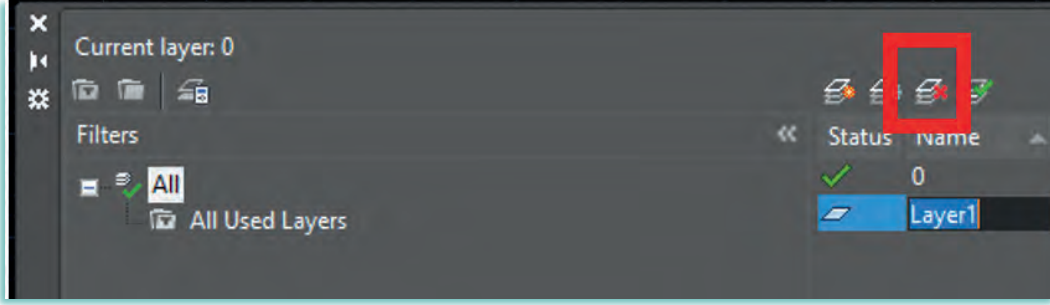 Current layer: 0
Filters
Status Name
All
0
All Used Layers
Layer1